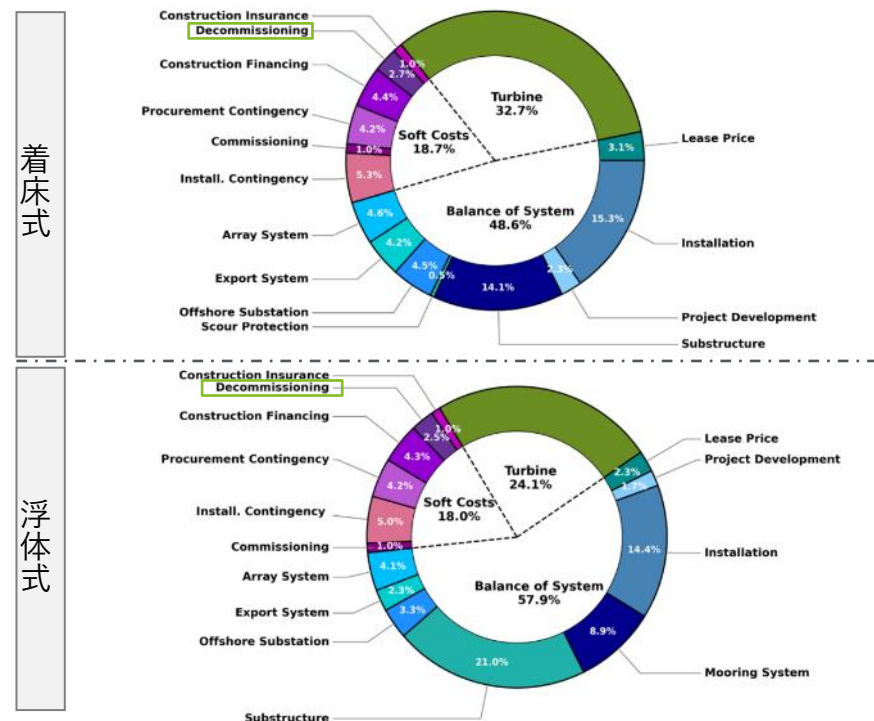 着床式
Construction Insurance
Decommissioning
Construction Financing
Procurement Contingency
Commissioning
Install. Contingency
Array System
Export System
Offshore Substation
Scour Protection
1.0%
2.7%
4.4%
4.2%
1.0%
5.3%
4.6%
4.2%
4.5%
0.5%
14.1%
2.3%
15.3%
3.1%
Turbine
32.7%
Soft Costs
18.7%
Balance of System
48.6%
Lease Price
Installation
Project Development
Substructure
浮体式
Construction Insurance
Decommissioning
Construction Financing
Procurement Contingency
Install. Contingency
Commissioning
Array System
Export System
Offshore Substation
Substructure
1.0%
2.5%
4.3%
4.2%
5.0%
1.0%
4.1%
2.3%
3.3%
21.0%
8.9%
14.4%
1.7%
2.3%
Turbine
24.1%
Soft Costs
18.0%
Balance of System
57.9%
Lease Price
Project Development
Installation
Mooring System